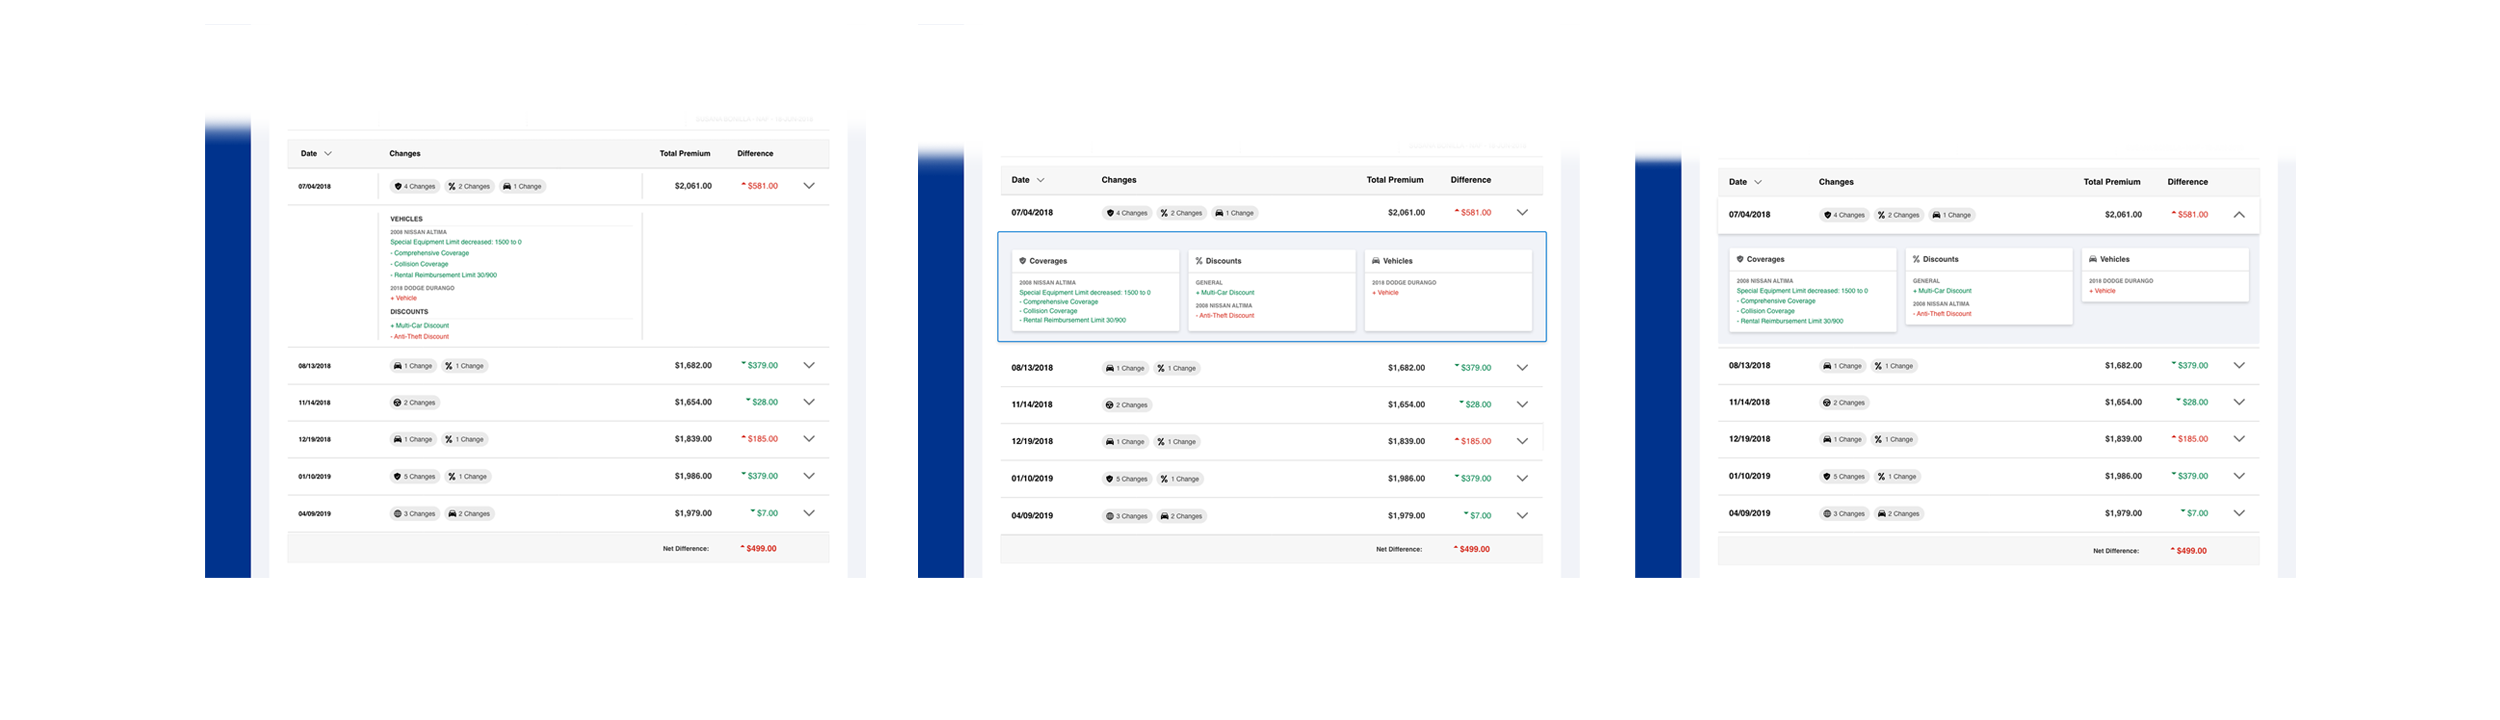 Date Changes Total Premium Difference
07/04/2018 4 Changes 2 Changes 1 Change $2,061.00 $581.00
VEHICLES
2008 NISSAN ALTIMA
Special Equipment Limit decreased: 1500 to 0
- Comprehensive Coverage
- Collision Coverage
- Rental Reimbursement Limit 30/900
2018 DODGE DURANGO
+ Vehicle
DISCOUNTS
+ Multi-Car Discount
- Anti-Theft Discount
08/13/2018 1 Change 1 Change $1,682.00 $379.00
11/14/2018 2 Changes $1,654.00 $28.00
12/19/2018 1 Change 1 Change $1,839.00 $185.00
01/10/2019 5 Changes 1 Change $1,986.00 $379.00
04/09/2019 3 Changes 2 Changes $1,979.00 $7.00
Net Difference: $499.00
Date Changes Total Premium Difference
07/04/2018 4 Changes 2 Changes 1 Change $2,061.00 $581.00
Coverages
2008 NISSAN ALTIMA
Special Equipment Limit decreased: 1500 to 0
- Comprehensive Coverage
- Collision Coverage
- Rental Reimbursement Limit 30/900
Discounts
GENERAL
+ Multi-Car Discount
2008 NISSAN ALTIMA
- Anti-Theft Discount
Vehicles
2018 DODGE DURANGO
+ Vehicle
08/13/2018 1 Change 1 Change $1,682.00 $379.00
11/14/2018 2 Changes $1,654.00 $28.00
12/19/2018 1 Change 1 Change $1,839.00 $185.00
01/10/2019 5 Changes 1 Change $1,986.00 $379.00
04/09/2019 3 Changes 2 Changes $1,979.00 $7.00
Net Difference: $499.00
Date Changes Total Premium Difference
07/04/2018 4 Changes 2 Changes 1 Change $2,061.00 $581.00
Coverages
2008 NISSAN ALTIMA
Special Equipment Limit decreased: 1500 to 0
- Comprehensive Coverage
- Collision Coverage
- Rental Reimbursement Limit 30/900
Discounts
GENERAL
+ Multi-Car Discount
2008 NISSAN ALTIMA
- Anti-Theft Discount
Vehicles
2018 DODGE DURANGO
+ Vehicle
08/13/2018 1 Change 1 Change $1,682.00 $379.00
11/14/2018 2 Changes $1,654.00 $28.00
12/19/2018 1 Change 1 Change $1,839.00 $185.00
01/10/2019 5 Changes 1 Change $1,986.00 $379.00
04/09/2019 3 Changes 2 Changes $1,979.00 $7.00
Net Difference: $499.00